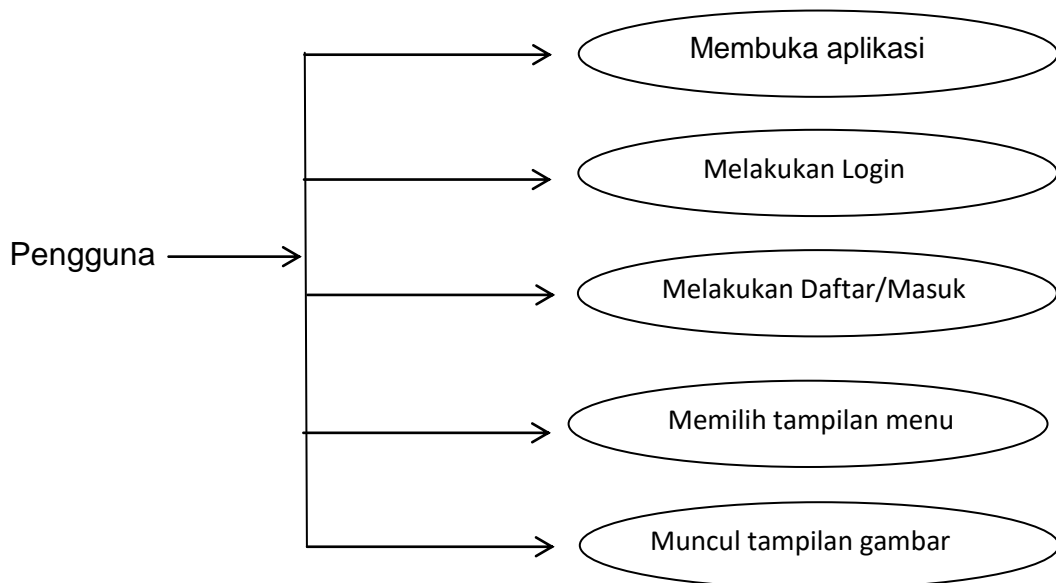 Membuka aplikasi
Melakukan Login
Pengguna
Melakukan Daftar/Masuk
Memilih tampilan menu
Muncul tampilan gambar